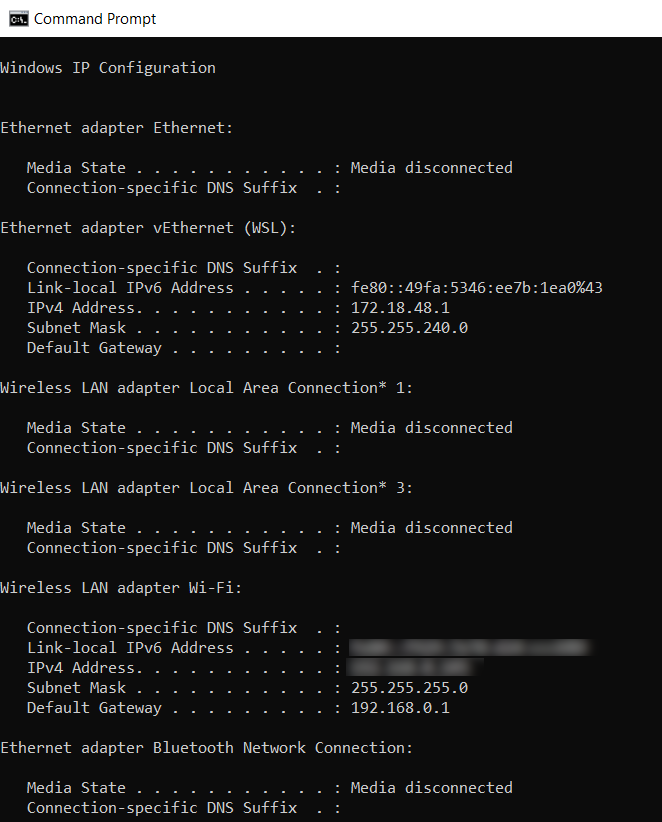 Command Prompt
Windows IP Configuration
Ethernet adapter Ethernet:
Media State . . . . . . . . . . . : Media disconnected
Connection-specific DNS Suffix  . :
Ethernet adapter vEthernet (WSL):
Connection-specific DNS Suffix  . :
Link-local IPv6 Address . . . . . : fe80::49fa:5346:ee7b:1ea0%43
IPv4 Address. . . . . . . . . . . : 172.18.48.1
Subnet Mask . . . . . . . . . . . : 255.255.240.0
Default Gateway . . . . . . . . . :
Wireless LAN adapter Local Area Connection* 1:
Media State . . . . . . . . . . . : Media disconnected
Connection-specific DNS Suffix  . :
Wireless LAN adapter Local Area Connection* 3:
Media State . . . . . . . . . . . : Media disconnected
Connection-specific DNS Suffix  . :
Wireless LAN adapter Wi-Fi:
Connection-specific DNS Suffix  . :
Link-local IPv6 Address . . . . . :
IPv4 Address. . . . . . . . . . . :
Subnet Mask . . . . . . . . . . . : 255.255.255.0
Default Gateway . . . . . . . . . : 192.168.0.1
Ethernet adapter Bluetooth Network Connection:
Media State . . . . . . . . . . . : Media disconnected
Connection-specific DNS Suffix  . :